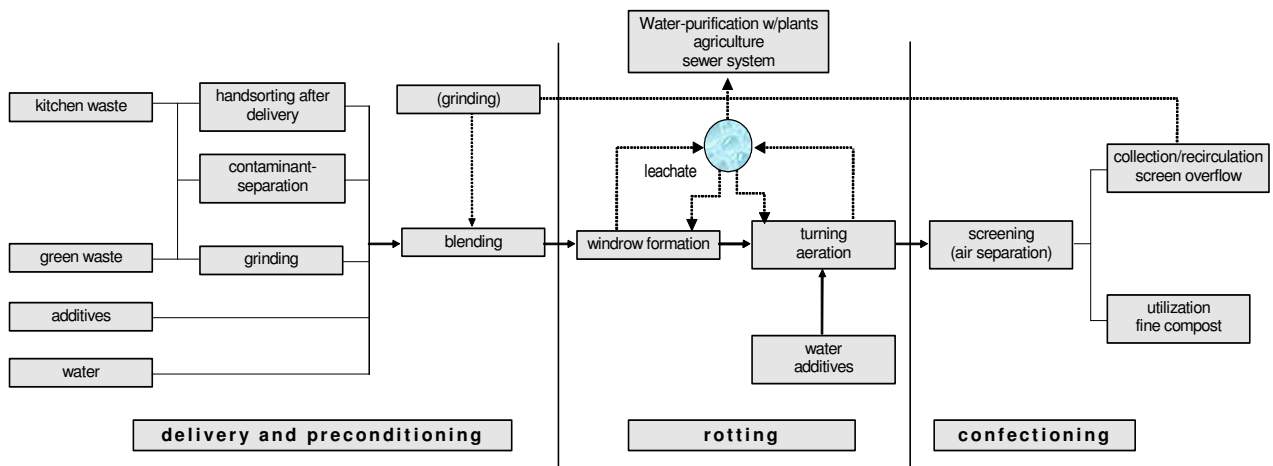 Water-purification w/plants
agriculture
sewer system
kitchen waste
handsorting after
delivery
(grinding)
contaminant-
separation
leachate
collection/recirculation
screen overflow
green waste
grinding
blending
windrow formation
turning
aeration
screening
(air separation)
additives
utilization
fine compost
water
water
additives
delivery and preconditioning
rotting
confectioning